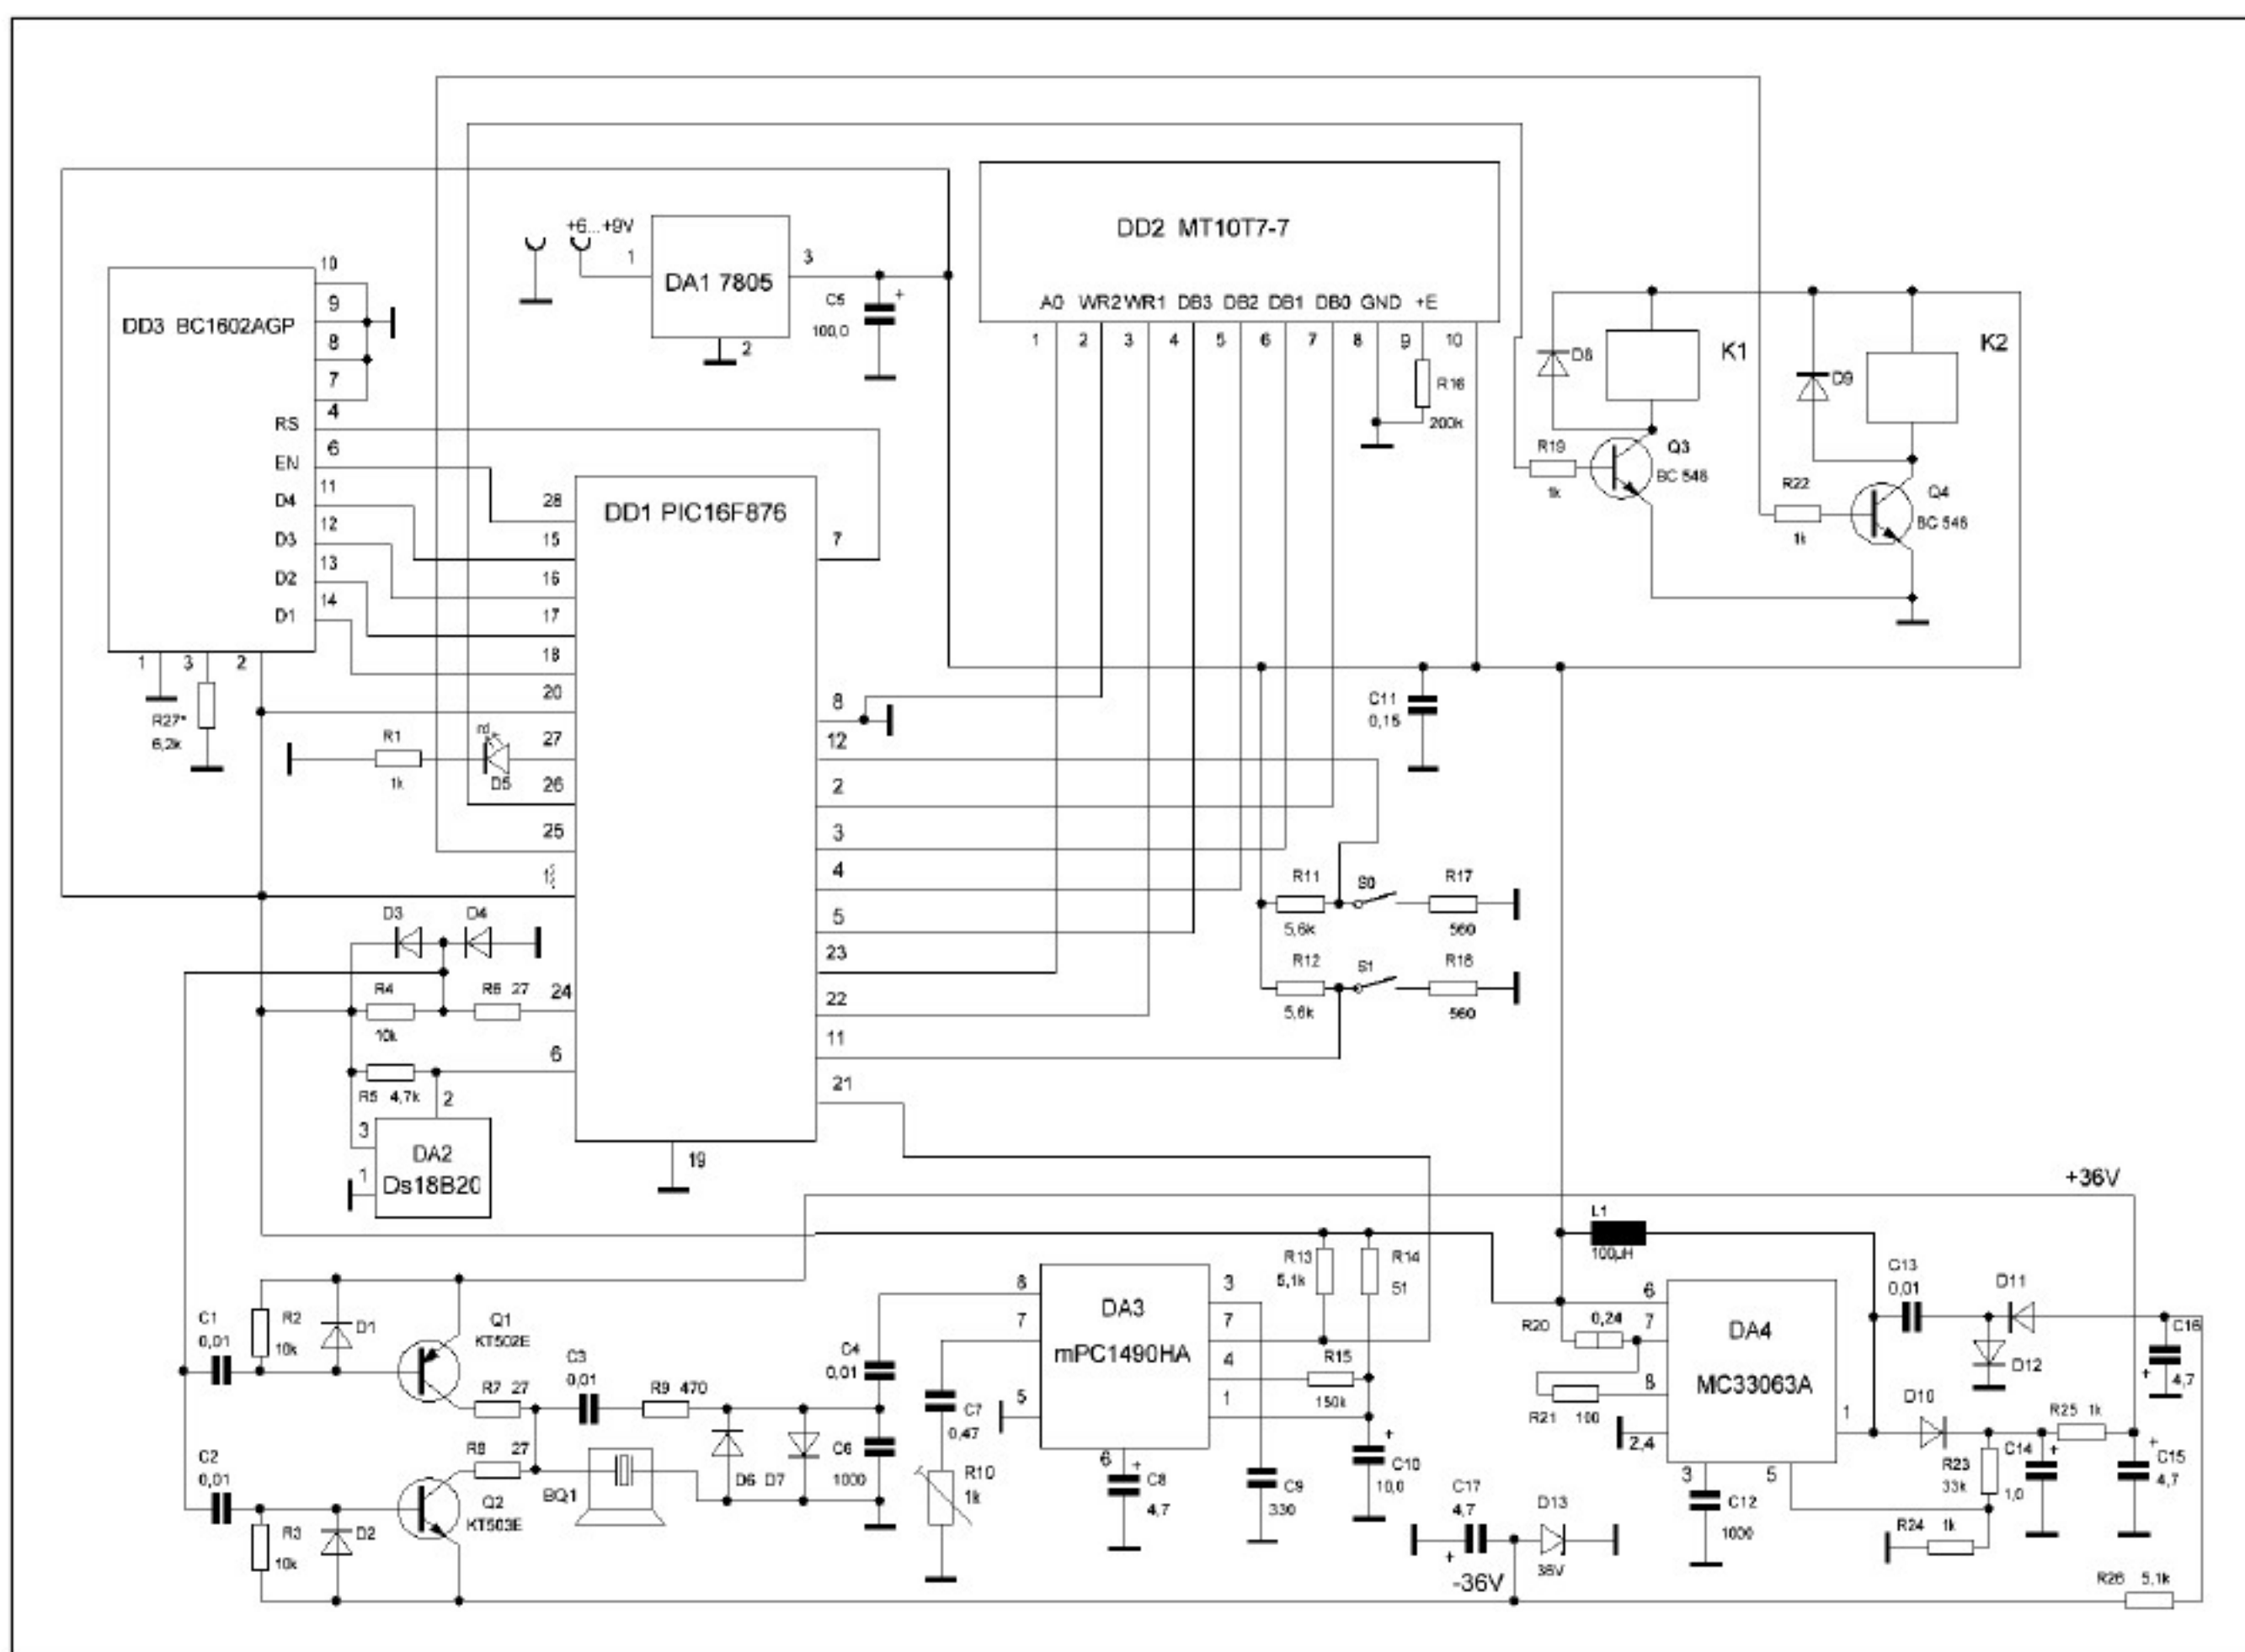 DD3 BC1602AGP
10
9
8
7
4
RS
6
EN
11
D4
12
D3
13
D2
14
D1
1
3
2
R27*
6,2k
+6...+9V
1
DA1 7805
3
2
C5
+
100,0
DD2 MT10T7-7
A0 WR2 WR1 DB3 DB2 DB1 DB0 GND +E
1 2 3 4 5 6 7 8 9 10
R16
200k
D8
K1
R19
1k
Q3
BC 546
D9
K2
R22
1k
Q4
BC 546
DD1 PIC16F876
28
15
16
17
18
20
27
26
25
24
6
7
8
12
2
3
4
5
23
22
11
21
19
R1
1k
rd
D5
C11
0,15
R11
5,6k
S0
R17
560
R12
5,6k
S1
R18
560
D3
D4
R4
10k
R6 27
R5 4,7k
2
3
1
DA2
Ds18B20
C1
0,01
R2
10k
D1
Q1
KT502E
R7 27
C3
0,01
R9 470
C2
0,01
R3
10k
D2
Q2
KT503E
R8 27
BQ1
D6 D7
C4
0,01
C6
1000
C7
0,47
R10
1k
DA3
mPC1490HA
8
7
5
6
3
7
4
1
+
C8
4,7
C9
330
R13
5,1k
R14
51
R15
150k
+
C10
10,0
C17
4,7
+
-36V
D13
36V
L1
100µH
R20
0,24
R21 100
DA4
MC33063A
6
7
8
2,4
3
5
1
C12
1000
C13
0,01
D11
D12
D10
C16
+
4,7
R25 1k
R23
33k
C14
+
1,0
+
C15
4,7
R24 1k
R26 5,1k
+36V